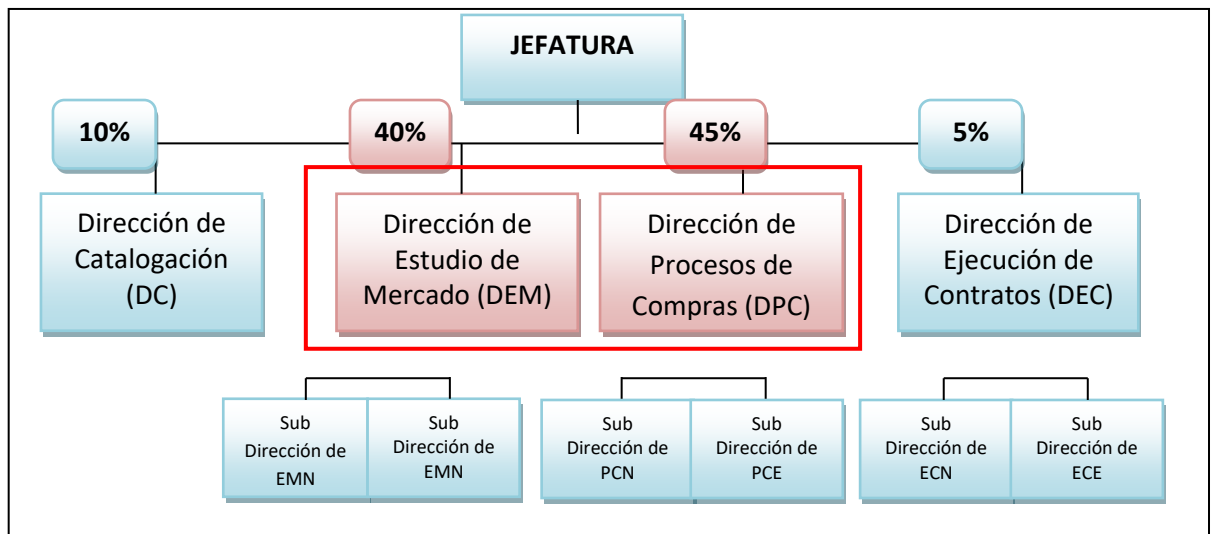 JEFATURA
10%
40%
45%
5%
Dirección de
Catalogación
(DC)
Dirección de
Estudio de
Mercado (DEM)
Dirección de
Procesos de
Compras (DPC)
Dirección de
Ejecución de
Contratos (DEC)
Sub
Dirección de
EMN
Sub
Dirección de
EMN
Sub
Dirección de
PCN
Sub
Dirección de
PCE
Sub
Dirección de
ECN
Sub
Dirección de
ECE